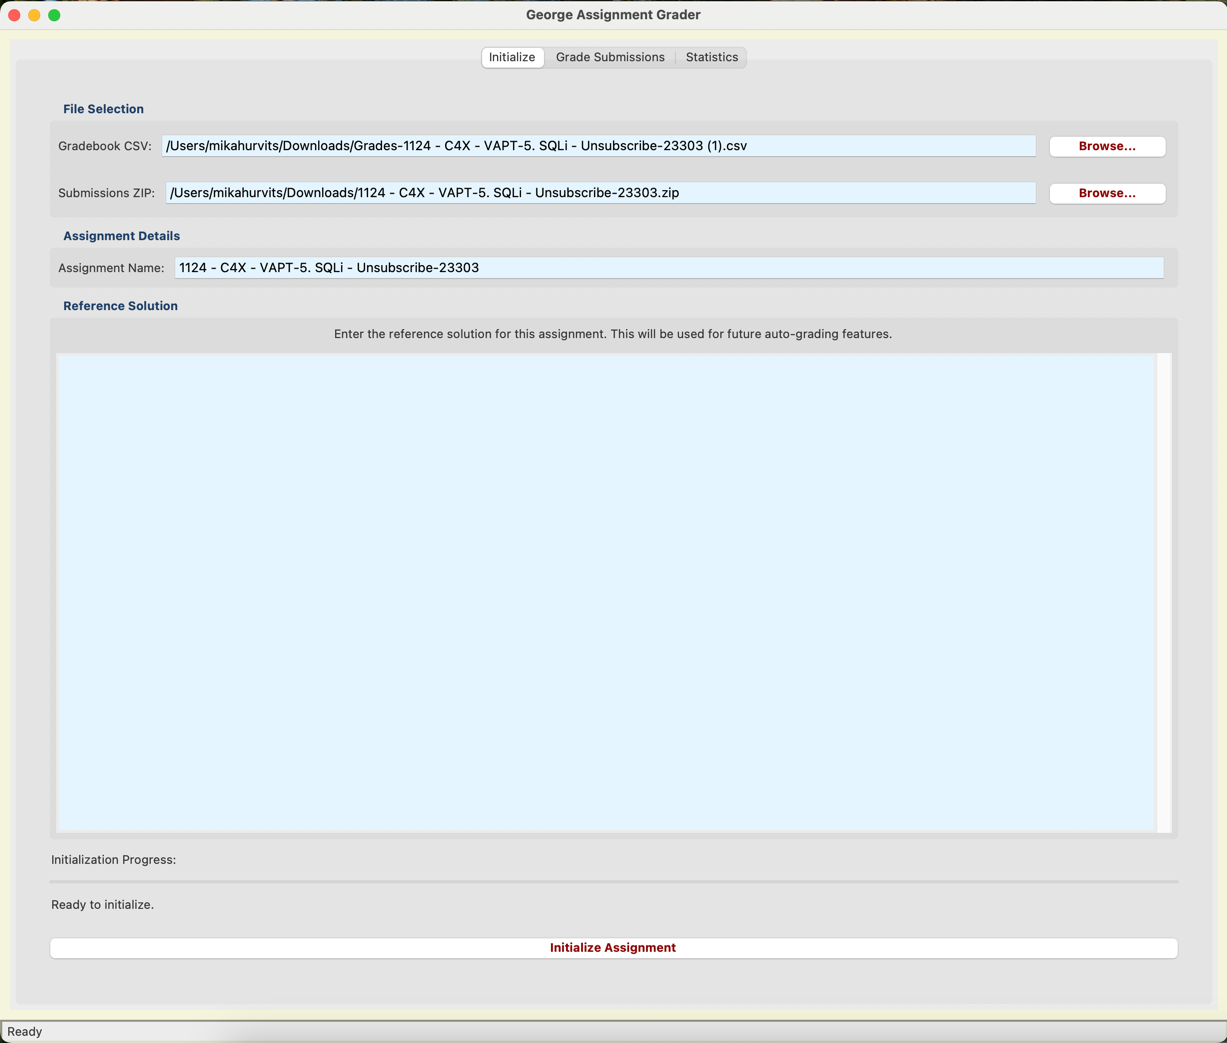 George Assignment Grader
Initialize Grade Submissions Statistics
File Selection
Gradebook CSV: /Users/mikahurvits/Downloads/Grades-1124 - C4X - VAPT-5. SQLi - Unsubscribe-23303 (1).csv Browse...
Submissions ZIP: /Users/mikahurvits/Downloads/1124 - C4X - VAPT-5. SQLi - Unsubscribe-23303.zip Browse...
Assignment Details
Assignment Name: 1124 - C4X - VAPT-5. SQLi - Unsubscribe-23303
Reference Solution
Enter the reference solution for this assignment. This will be used for future auto-grading features.
Initialization Progress:
Ready to initialize.
Initialize Assignment
Ready